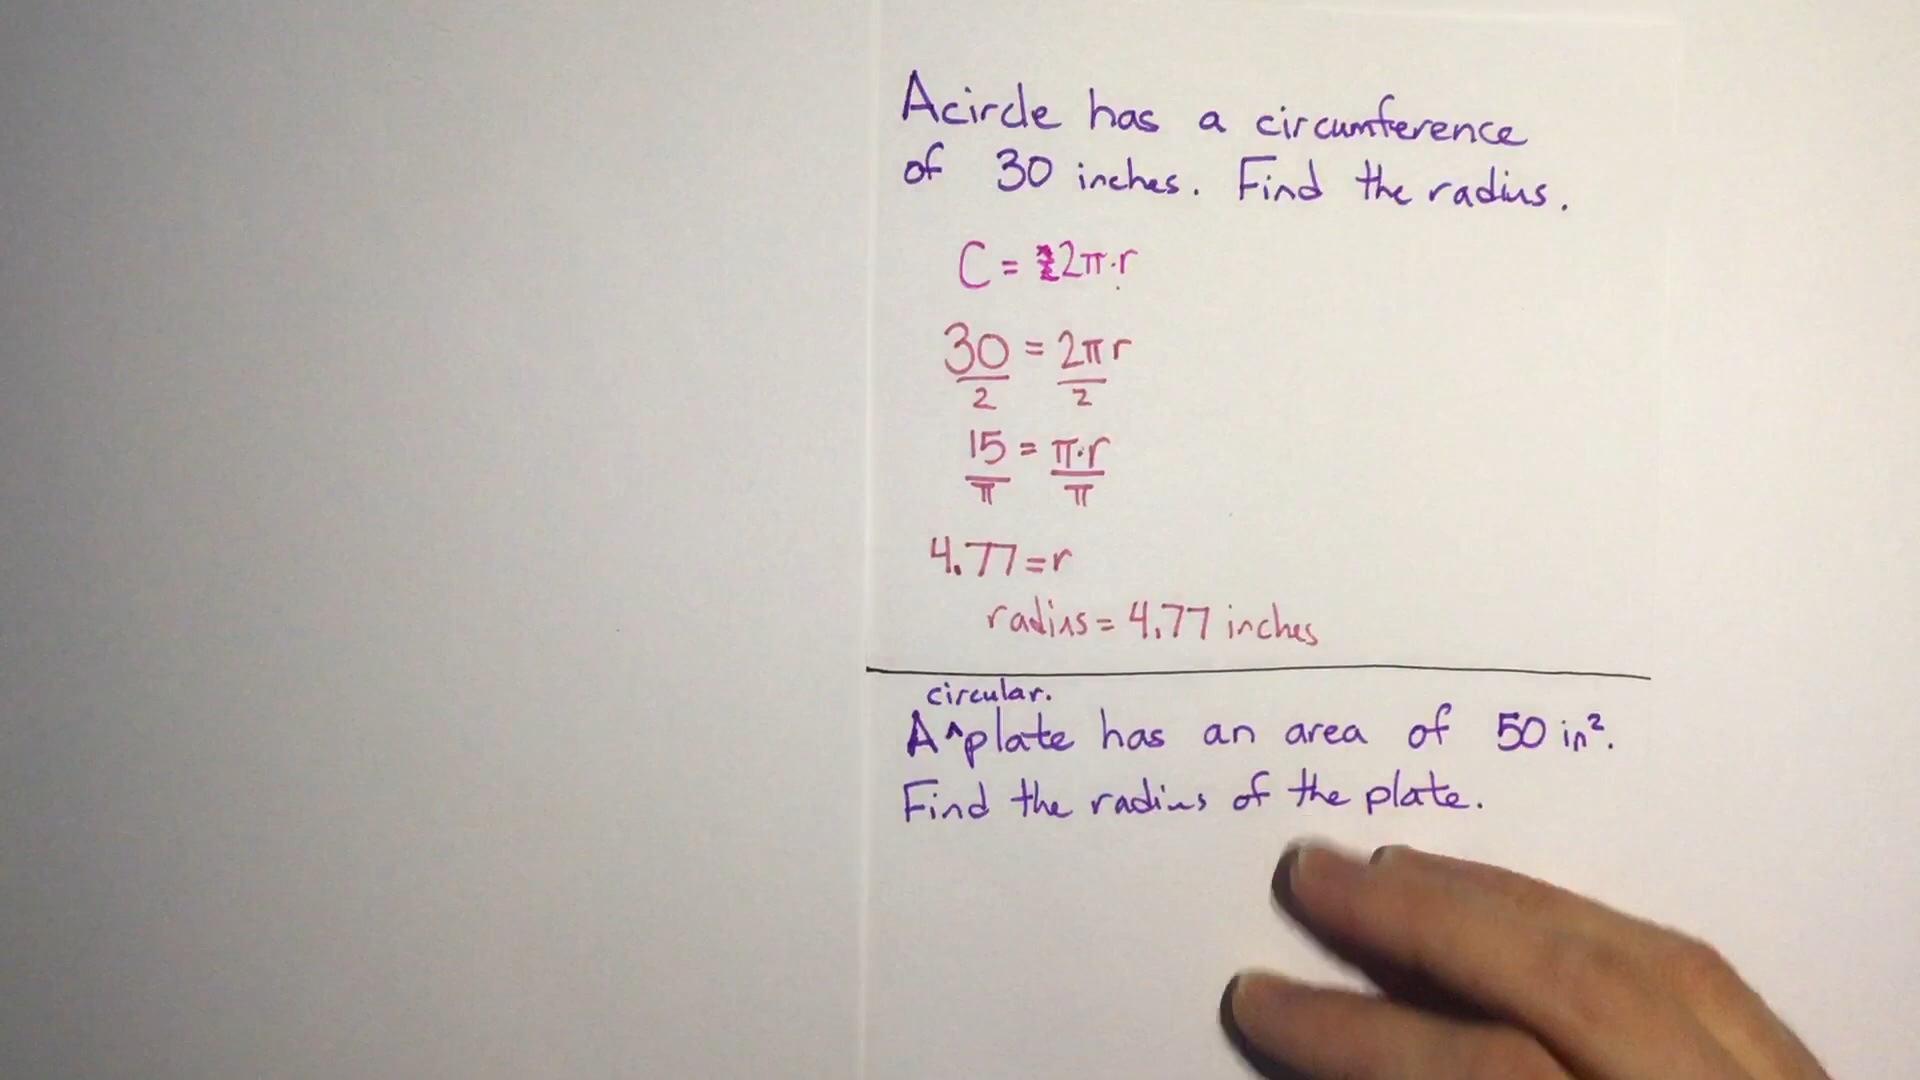 A circle has a circumference
of 30 inches. Find the radius.
C = 2π·r
30 = 2πr
2 2
15 = π·r
π π
4.77=r
radius = 4.77 inches
circular.
A ^ plate has an area of 50 in².
Find the radius of the plate.